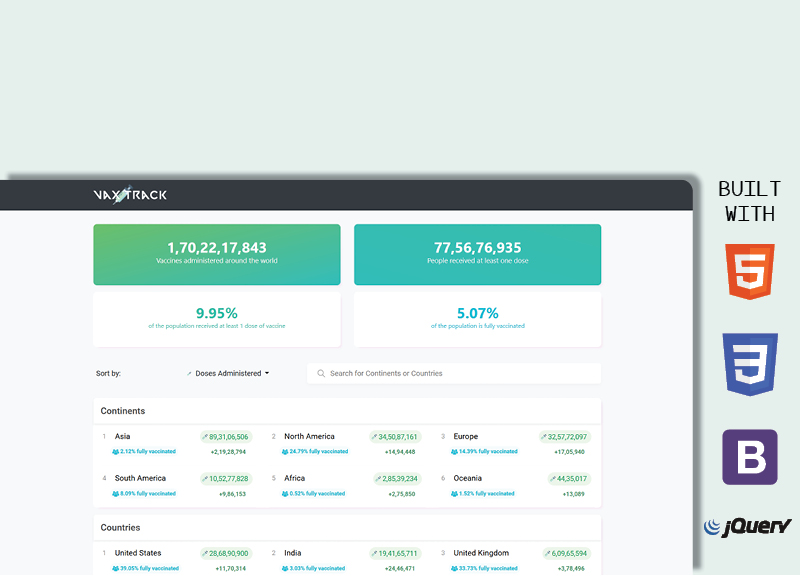 VAXTRACK
BUILT
WITH
1,70,22,17,843
Vaccines administered around the world
77,56,76,935
People received at least one dose
9.95%
of the population received at least 1 dose of vaccine
5.07%
of the population is fully vaccinated
Sort by:
Doses Administered
Search for Continents or Countries
Continents
1 Asia 89,31,06,506
2.12% fully vaccinated +2,19,28,794
2 North America 34,50,87,161
24.79% fully vaccinated +14,94,448
3 Europe 32,57,72,097
14.39% fully vaccinated +17,05,940
4 South America 10,52,77,828
8.09% fully vaccinated +9,86,153
5 Africa 2,85,39,234
0.52% fully vaccinated +2,75,850
6 Oceania 44,35,017
1.52% fully vaccinated +13,089
Countries
1 United States 28,68,90,900
39.05% fully vaccinated +11,70,314
2 India 19,41,65,711
3.03% fully vaccinated +24,46,471
3 United Kingdom 6,09,65,594
33.73% fully vaccinated +3,78,496
5
3
B
jQuery